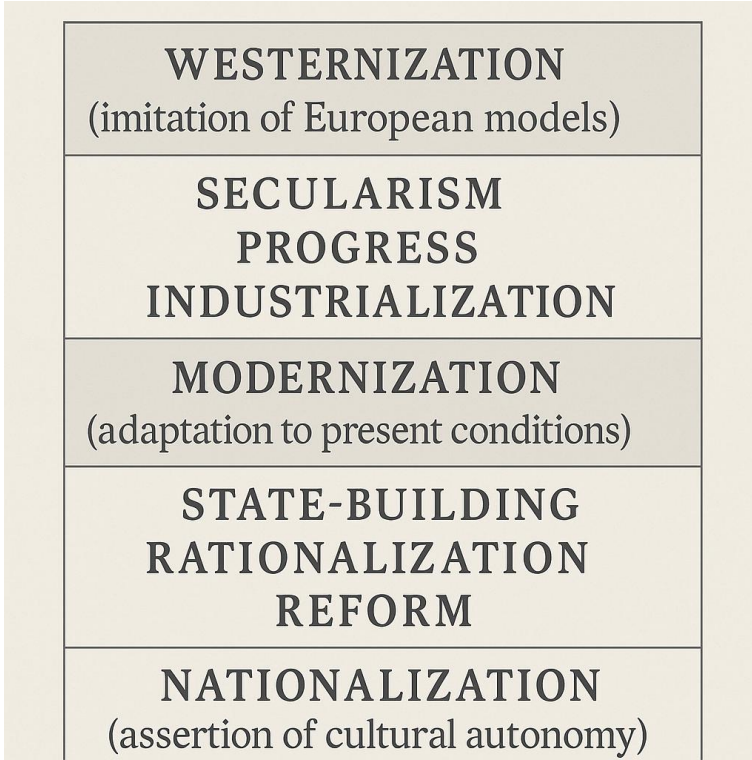 WESTERNIZATION
(imitation of European models)
SECULARISM
PROGRESS
INDUSTRIALIZATION
MODERNIZATION
(adaptation to present conditions)
STATE-BUILDING
RATIONALIZATION
REFORM
NATIONALIZATION
(assertion of cultural autonomy)